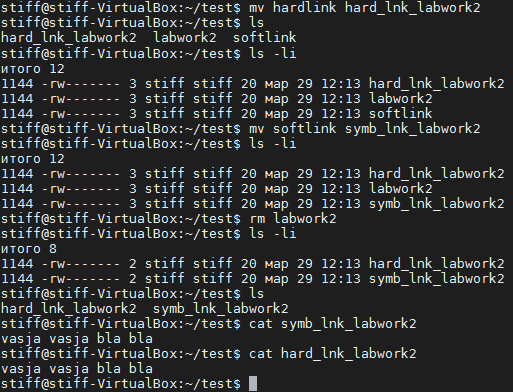 stiff@stiff-VirtualBox:~/test$ mv hardlink hard_lnk_labwork2
stiff@stiff-VirtualBox:~/test$ ls
hard_lnk_labwork2  labwork2  softlink
stiff@stiff-VirtualBox:~/test$ ls -li
итого 12
1144 -rw------- 3 stiff stiff 20 мар 29 12:13 hard_lnk_labwork2
1144 -rw------- 3 stiff stiff 20 мар 29 12:13 labwork2
1144 -rw------- 3 stiff stiff 20 мар 29 12:13 softlink
stiff@stiff-VirtualBox:~/test$ mv softlink symb_lnk_labwork2
stiff@stiff-VirtualBox:~/test$ ls -li
итого 12
1144 -rw------- 3 stiff stiff 20 мар 29 12:13 hard_lnk_labwork2
1144 -rw------- 3 stiff stiff 20 мар 29 12:13 labwork2
1144 -rw------- 3 stiff stiff 20 мар 29 12:13 symb_lnk_labwork2
stiff@stiff-VirtualBox:~/test$ rm labwork2
stiff@stiff-VirtualBox:~/test$ ls -li
итого 8
1144 -rw------- 2 stiff stiff 20 мар 29 12:13 hard_lnk_labwork2
1144 -rw------- 2 stiff stiff 20 мар 29 12:13 symb_lnk_labwork2
stiff@stiff-VirtualBox:~/test$ ls
hard_lnk_labwork2  symb_lnk_labwork2
stiff@stiff-VirtualBox:~/test$ cat symb_lnk_labwork2
vasja vasja bla bla
stiff@stiff-VirtualBox:~/test$ cat hard_lnk_labwork2
vasja vasja bla bla
stiff@stiff-VirtualBox:~/test$